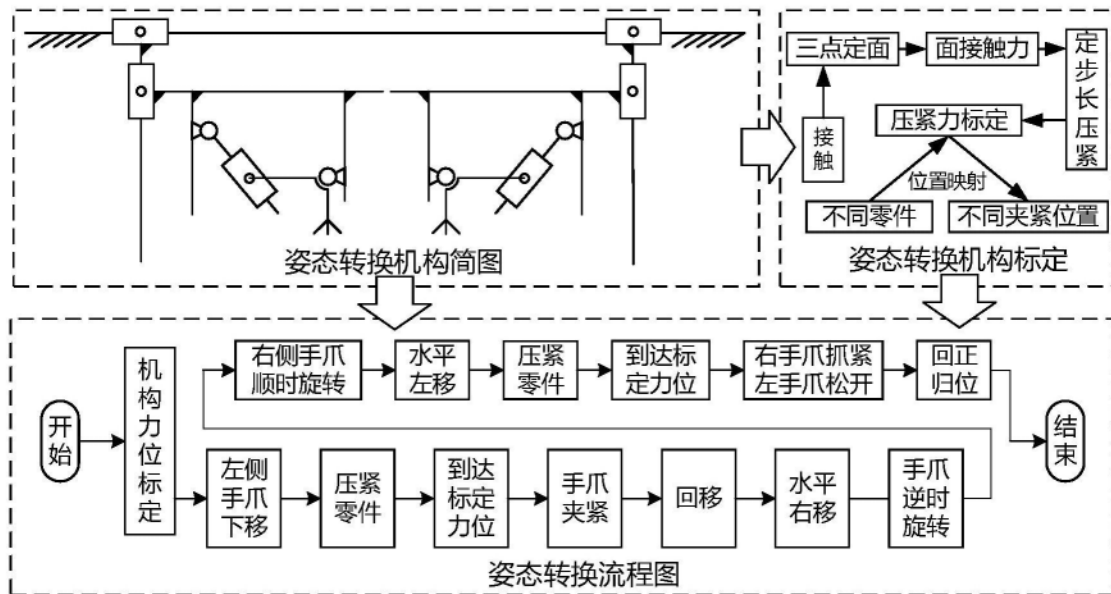 姿态转换机构简图
三点定面
面接触力
定
步
长
压
紧
接
触
压紧力标定
位置映射
不同零件
不同夹紧位置
姿态转换机构标定
开
始
机
构
力
位
标
定
左侧
手爪
下移
压紧
零件
到达
标定
力位
手爪
夹紧
回移
水平
右移
手爪
逆时
旋转
右侧手爪
顺时旋转
水平
左移
压紧
零件
到达标
定力位
右手爪抓紧
左手爪松开
回正
归位
结
束
姿态转换流程图